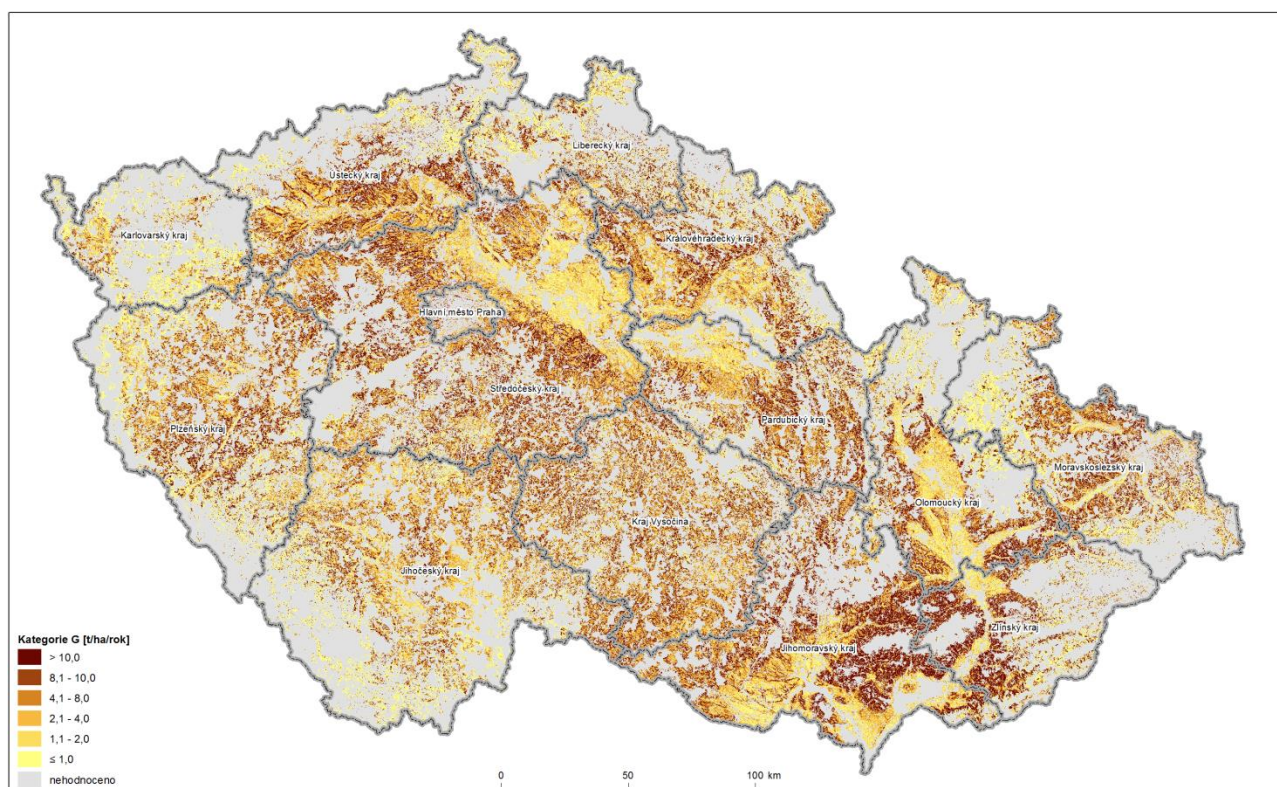 Liberecký kraj
Ústecký kraj
Karlovarský kraj
Královéhradecký kraj
Hlavní město Praha
Středočeský kraj
Plzeňský kraj
Pardubický kraj
Moravskoslezský kraj
Olomoucký kraj
Kraj Vysočina
Jihočeský kraj
Zlínský kraj
Jihomoravský kraj
Kategorie G [t/ha/rok]
> 10,0
8,1 - 10,0
4,1 - 8,0
2,1 - 4,0
1,1 - 2,0
≤ 1,0
nehodnoceno
0 50 100 km